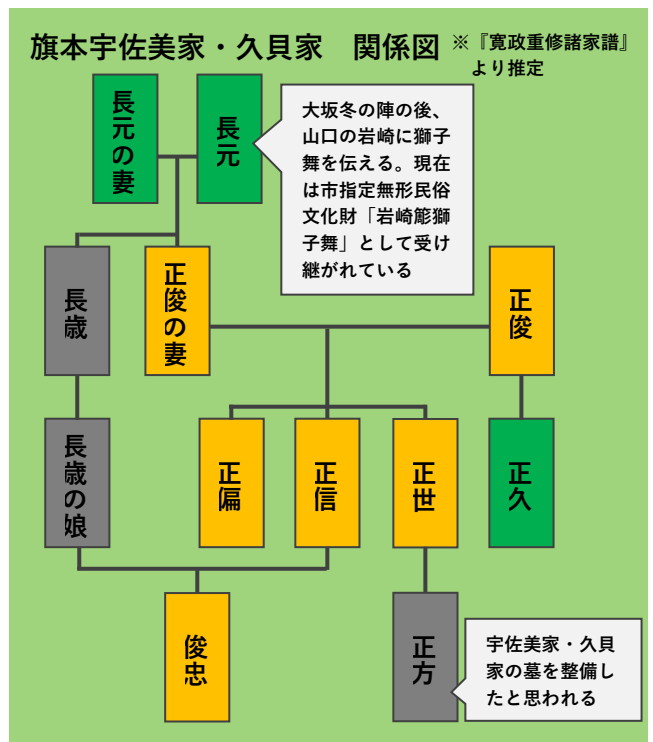 旗本宇佐美家・久貝家　関係図 ※『寛政重修諸家譜』
より推定
長元の妻
長元
大坂冬の陣の後、
山口の岩崎に獅子
舞を伝える。現在
は市指定無形民俗
文化財「岩崎簓獅
子舞」として受け
継がれている
長歳
正俊の妻
正俊
長歳の娘
正偏
正信
正世
正久
俊忠
正方
宇佐美家・久貝
家の墓を整備し
たと思われる